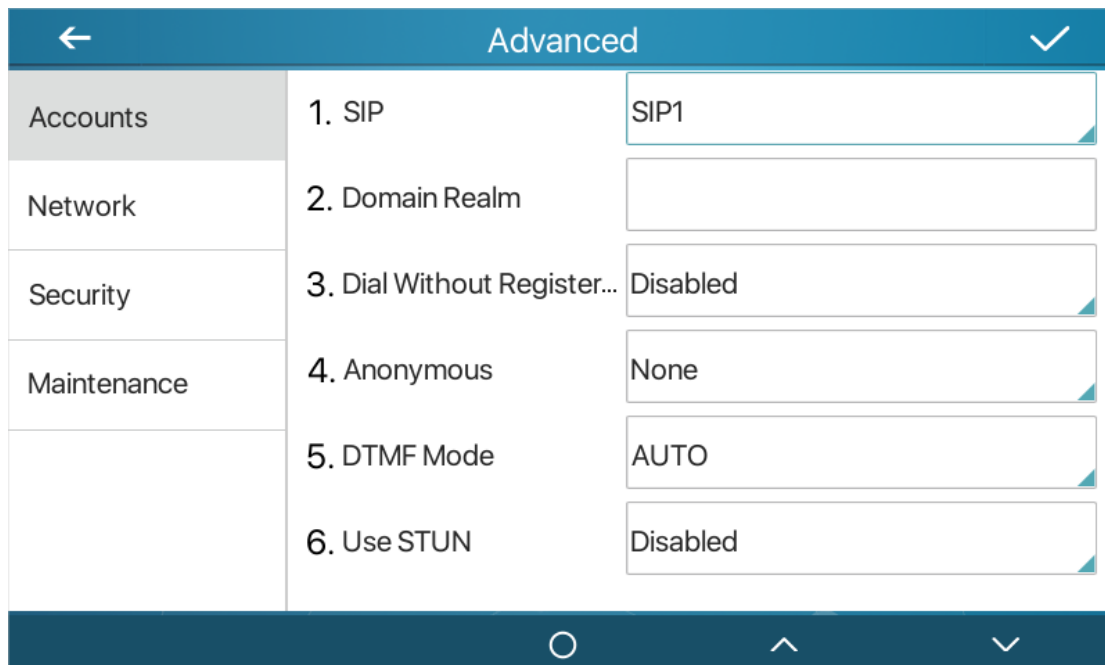 Advanced
Accounts
Network
Security
Maintenance
1. SIP SIP1
2. Domain Realm
3. Dial Without Register... Disabled
4. Anonymous None
5. DTMF Mode AUTO
6. Use STUN Disabled